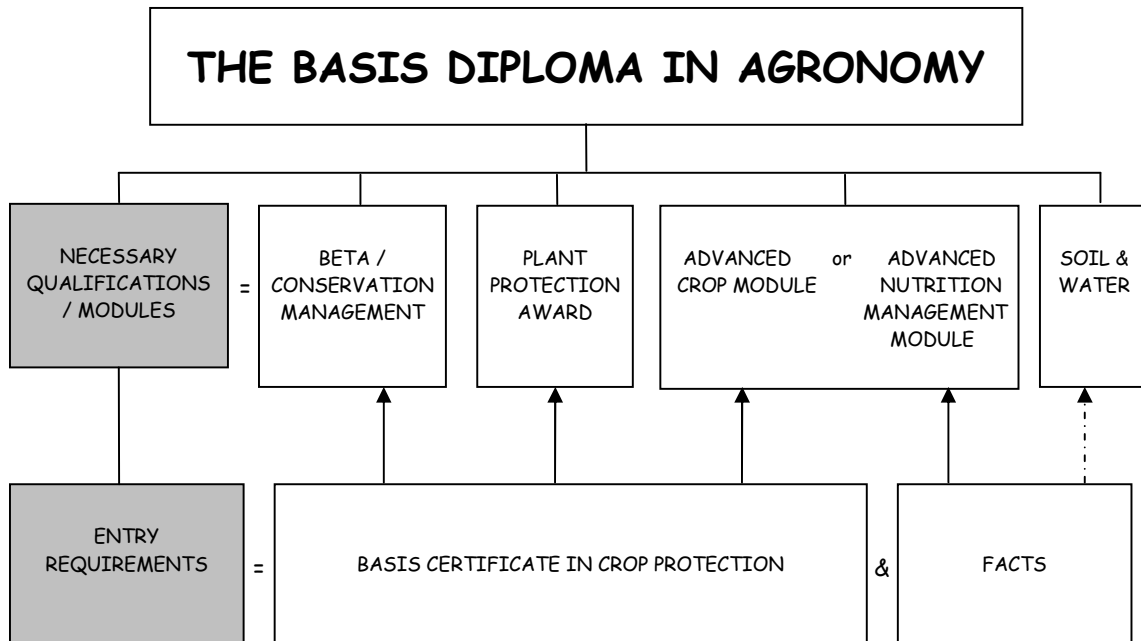 THE BASIS DIPLOMA IN AGRONOMY
NECESSARY
QUALIFICATIONS
/ MODULES
=
BETA /
CONSERVATION
MANAGEMENT
PLANT
PROTECTION
AWARD
ADVANCED
CROP MODULE
or
ADVANCED
NUTRITION
MANAGEMENT
MODULE
SOIL &
WATER
ENTRY
REQUIREMENTS
=
BASIS CERTIFICATE IN CROP PROTECTION
&
FACTS